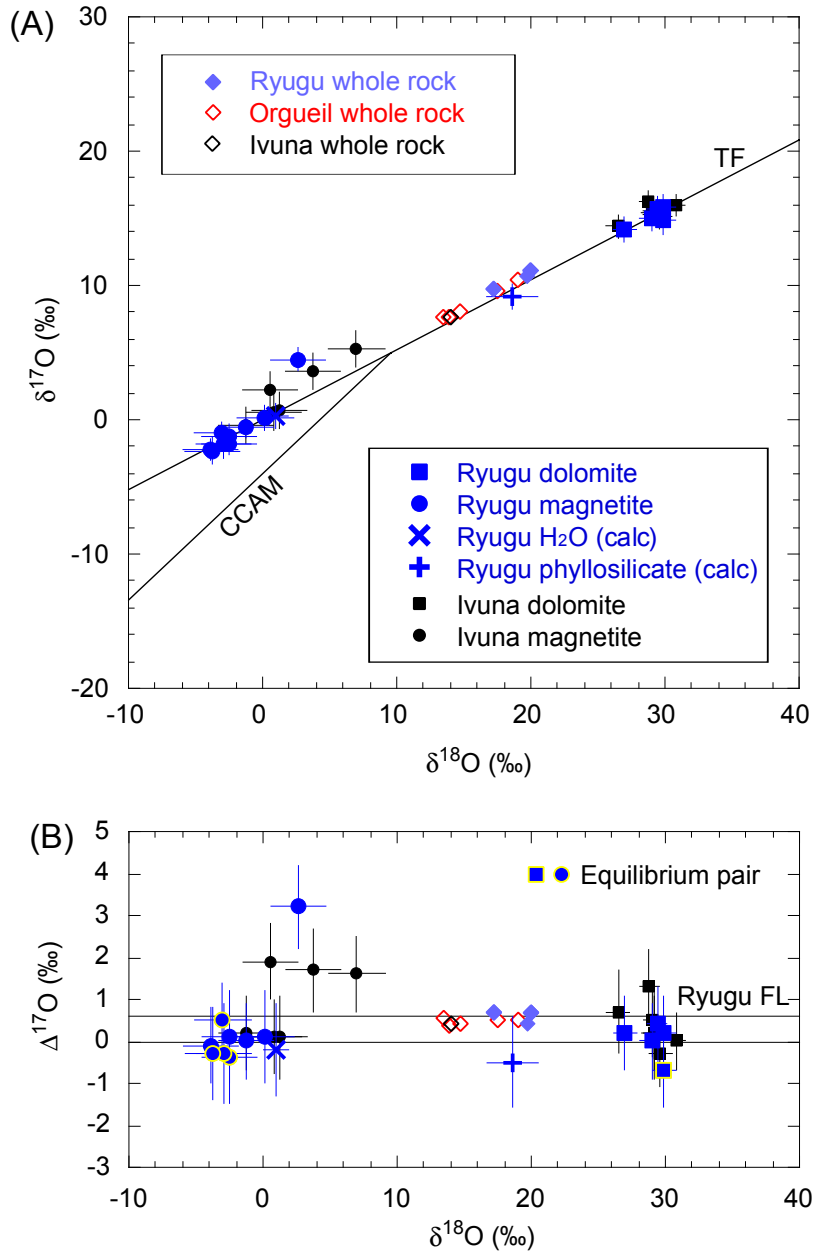 (A)
30
20
10
0
-10
-20
δ¹⁷O (‰)
Ryugu whole rock
Orgueil whole rock
Ivuna whole rock
TF
CCAM
Ryugu dolomite
Ryugu magnetite
Ryugu H₂O (calc)
Ryugu phyllosilicate (calc)
Ivuna dolomite
Ivuna magnetite
-10 0 10 20 30 40
δ¹⁸O (‰)
(B)
5
4
3
2
1
0
-1
-2
-3
Δ¹⁷O (‰)
Equilibrium pair
Ryugu FL
-10 0 10 20 30 40
δ¹⁸O (‰)